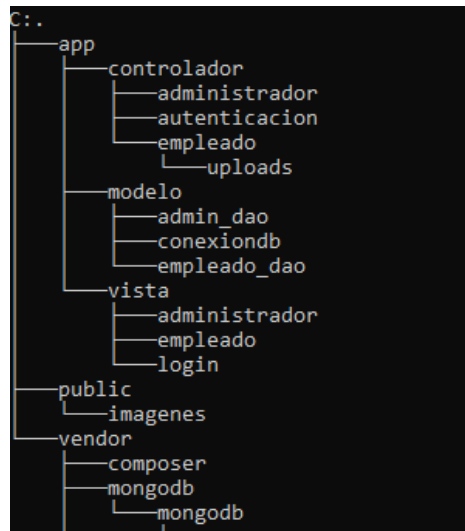 C:.
├───app
│   ├───controlador
│   │   ├───administrador
│   │   ├───autenticacion
│   │   └───empleado
│   │       └───uploads
│   ├───modelo
│   │   ├───admin_dao
│   │   ├───conexiondb
│   │   └───empleado_dao
│   └───vista
│       ├───administrador
│       ├───empleado
│       └───login
├───public
│   └───imagenes
└───vendor
    ├───composer
    ├───mongodb
    │   └───mongodb